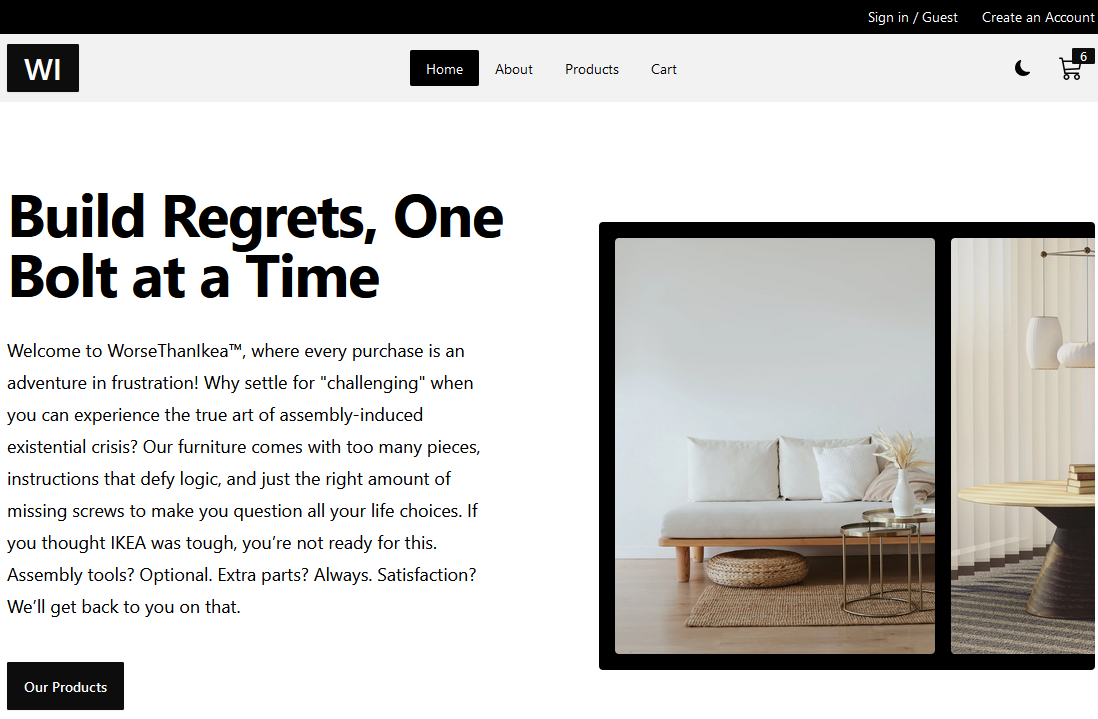 Sign in / Guest Create an Account
WI
Home About Products Cart
6
Build Regrets, One
Bolt at a Time
Welcome to WorseThanIkea™, where every purchase is an
adventure in frustration! Why settle for "challenging" when
you can experience the true art of assembly-induced
existential crisis? Our furniture comes with too many pieces,
instructions that defy logic, and just the right amount of
missing screws to make you question all your life choices. If
you thought IKEA was tough, you’re not ready for this.
Assembly tools? Optional. Extra parts? Always. Satisfaction?
We’ll get back to you on that.
Our Products